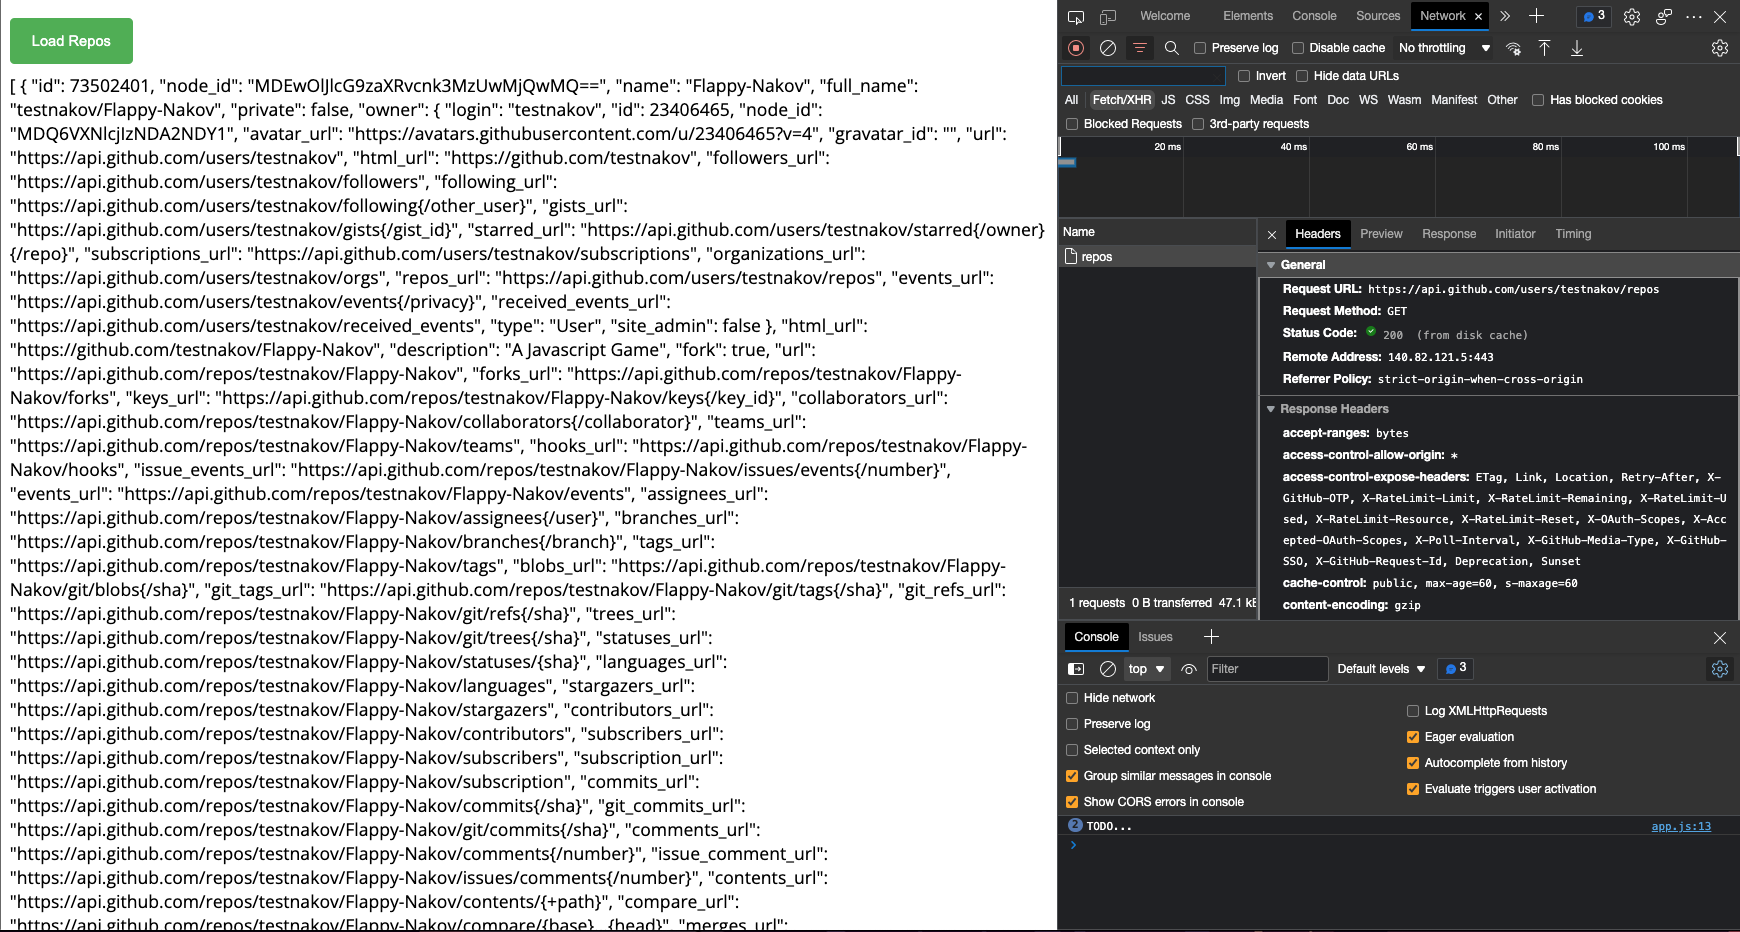 Load Repos
[ { "id": 73502401, "node_id": "MDEwOlJlcG9zaXRvcnk3MzUwMjQwMQ==", "name": "Flappy-Nakov", "full_name":
"testnakov/Flappy-Nakov", "private": false, "owner": { "login": "testnakov", "id": 23406465, "node_id":
"MDQ6VXNlcjIzNDA2NDY1", "avatar_url": "https://avatars.githubusercontent.com/u/23406465?v=4", "gravatar_id": "", "url":
"https://api.github.com/users/testnakov", "html_url": "https://github.com/testnakov", "followers_url":
"https://api.github.com/users/testnakov/followers", "following_url":
"https://api.github.com/users/testnakov/following{/other_user}", "gists_url":
"https://api.github.com/users/testnakov/gists{/gist_id}", "starred_url": "https://api.github.com/users/testnakov/starred{/owner}
{/repo}", "subscriptions_url": "https://api.github.com/users/testnakov/subscriptions", "organizations_url":
"https://api.github.com/users/testnakov/orgs", "repos_url": "https://api.github.com/users/testnakov/repos", "events_url":
"https://api.github.com/users/testnakov/events{/privacy}", "received_events_url":
"https://api.github.com/users/testnakov/received_events", "type": "User", "site_admin": false }, "html_url":
"https://github.com/testnakov/Flappy-Nakov", "description": "A Javascript Game", "fork": true, "url":
"https://api.github.com/repos/testnakov/Flappy-Nakov", "forks_url": "https://api.github.com/repos/testnakov/Flappy-
Nakov/forks", "keys_url": "https://api.github.com/repos/testnakov/Flappy-Nakov/keys{/key_id}", "collaborators_url":
"https://api.github.com/repos/testnakov/Flappy-Nakov/collaborators{/collaborator}", "teams_url":
"https://api.github.com/repos/testnakov/Flappy-Nakov/teams", "hooks_url": "https://api.github.com/repos/testnakov/Flappy-
Nakov/hooks", "issue_events_url": "https://api.github.com/repos/testnakov/Flappy-Nakov/issues/events{/number}",
"events_url": "https://api.github.com/repos/testnakov/Flappy-Nakov/events", "assignees_url":
"https://api.github.com/repos/testnakov/Flappy-Nakov/assignees{/user}", "branches_url":
"https://api.github.com/repos/testnakov/Flappy-Nakov/branches{/branch}", "tags_url":
"https://api.github.com/repos/testnakov/Flappy-Nakov/tags", "blobs_url": "https://api.github.com/repos/testnakov/Flappy-
Nakov/git/blobs{/sha}", "git_tags_url": "https://api.github.com/repos/testnakov/Flappy-Nakov/git/tags{/sha}", "git_refs_url":
"https://api.github.com/repos/testnakov/Flappy-Nakov/git/refs{/sha}", "trees_url":
"https://api.github.com/repos/testnakov/Flappy-Nakov/git/trees{/sha}", "statuses_url":
"https://api.github.com/repos/testnakov/Flappy-Nakov/statuses/{sha}", "languages_url":
"https://api.github.com/repos/testnakov/Flappy-Nakov/languages", "stargazers_url":
"https://api.github.com/repos/testnakov/Flappy-Nakov/stargazers", "contributors_url":
"https://api.github.com/repos/testnakov/Flappy-Nakov/contributors", "subscribers_url":
"https://api.github.com/repos/testnakov/Flappy-Nakov/subscribers", "subscription_url":
"https://api.github.com/repos/testnakov/Flappy-Nakov/subscription", "commits_url":
"https://api.github.com/repos/testnakov/Flappy-Nakov/commits{/sha}", "git_commits_url":
"https://api.github.com/repos/testnakov/Flappy-Nakov/git/commits{/sha}", "comments_url":
"https://api.github.com/repos/testnakov/Flappy-Nakov/comments{/number}", "issue_comment_url":
"https://api.github.com/repos/testnakov/Flappy-Nakov/issues/comments{/number}", "contents_url":
"https://api.github.com/repos/testnakov/Flappy-Nakov/contents/{+path}", "compare_url":
"https://api.github.com/repos/testnakov/Flappy-Nakov/compare/{base}...{head}", "merges_url":
Welcome Elements Console Sources Network 3
Preserve log Disable cache No throttling
Invert Hide data URLs
All Fetch/XHR JS CSS Img Media Font Doc WS Wasm Manifest Other Has blocked cookies
Blocked Requests 3rd-party requests
20 ms 40 ms 60 ms 80 ms 100 ms
Name
repos
1 requests 0 B transferred 47.1 kB
Headers Preview Response Initiator Timing
General
Request URL: https://api.github.com/users/testnakov/repos
Request Method: GET
Status Code: 200 (from disk cache)
Remote Address: 140.82.121.5:443
Referrer Policy: strict-origin-when-cross-origin
Response Headers
accept-ranges: bytes
access-control-allow-origin: *
access-control-expose-headers: ETag, Link, Location, Retry-After, X-
GitHub-OTP, X-RateLimit-Limit, X-RateLimit-Remaining, X-RateLimit-U
sed, X-RateLimit-Resource, X-RateLimit-Reset, X-OAuth-Scopes, X-Acc
epted-OAuth-Scopes, X-Poll-Interval, X-GitHub-Media-Type, X-GitHub-
SSO, X-GitHub-Request-Id, Deprecation, Sunset
cache-control: public, max-age=60, s-maxage=60
content-encoding: gzip
Console Issues
top Filter Default levels 3
Hide network
Preserve log
Selected context only
Group similar messages in console
Show CORS errors in console
Log XMLHttpRequests
Eager evaluation
Autocomplete from history
Evaluate triggers user activation
2 TODO... app.js:13